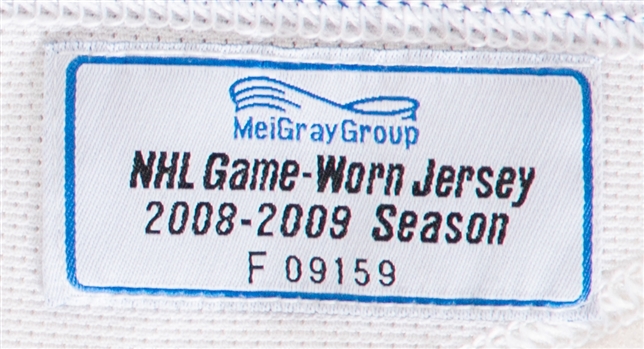 MeiGrayGroup
NHL Game-Worn Jersey
2008-2009 Season
F 09159